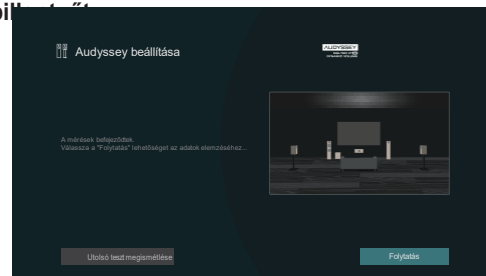 Audyssey beállítása
AUDYSSEY
A mérések befejeződtek.
Válassza a "Folytatás" lehetőséget az adatok elemzéséhez...
Utolsó teszt megismétlése
Folytatás